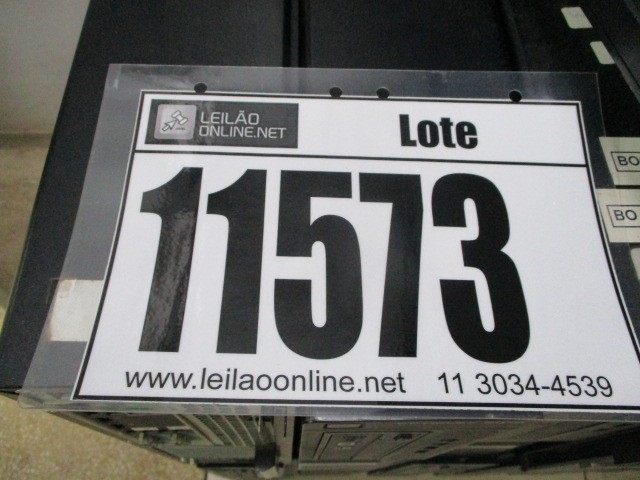 LEILÃO
ONLINE.NET
Lote
11573
www.leilaoonline.net 11 3034-4539
BO
BO